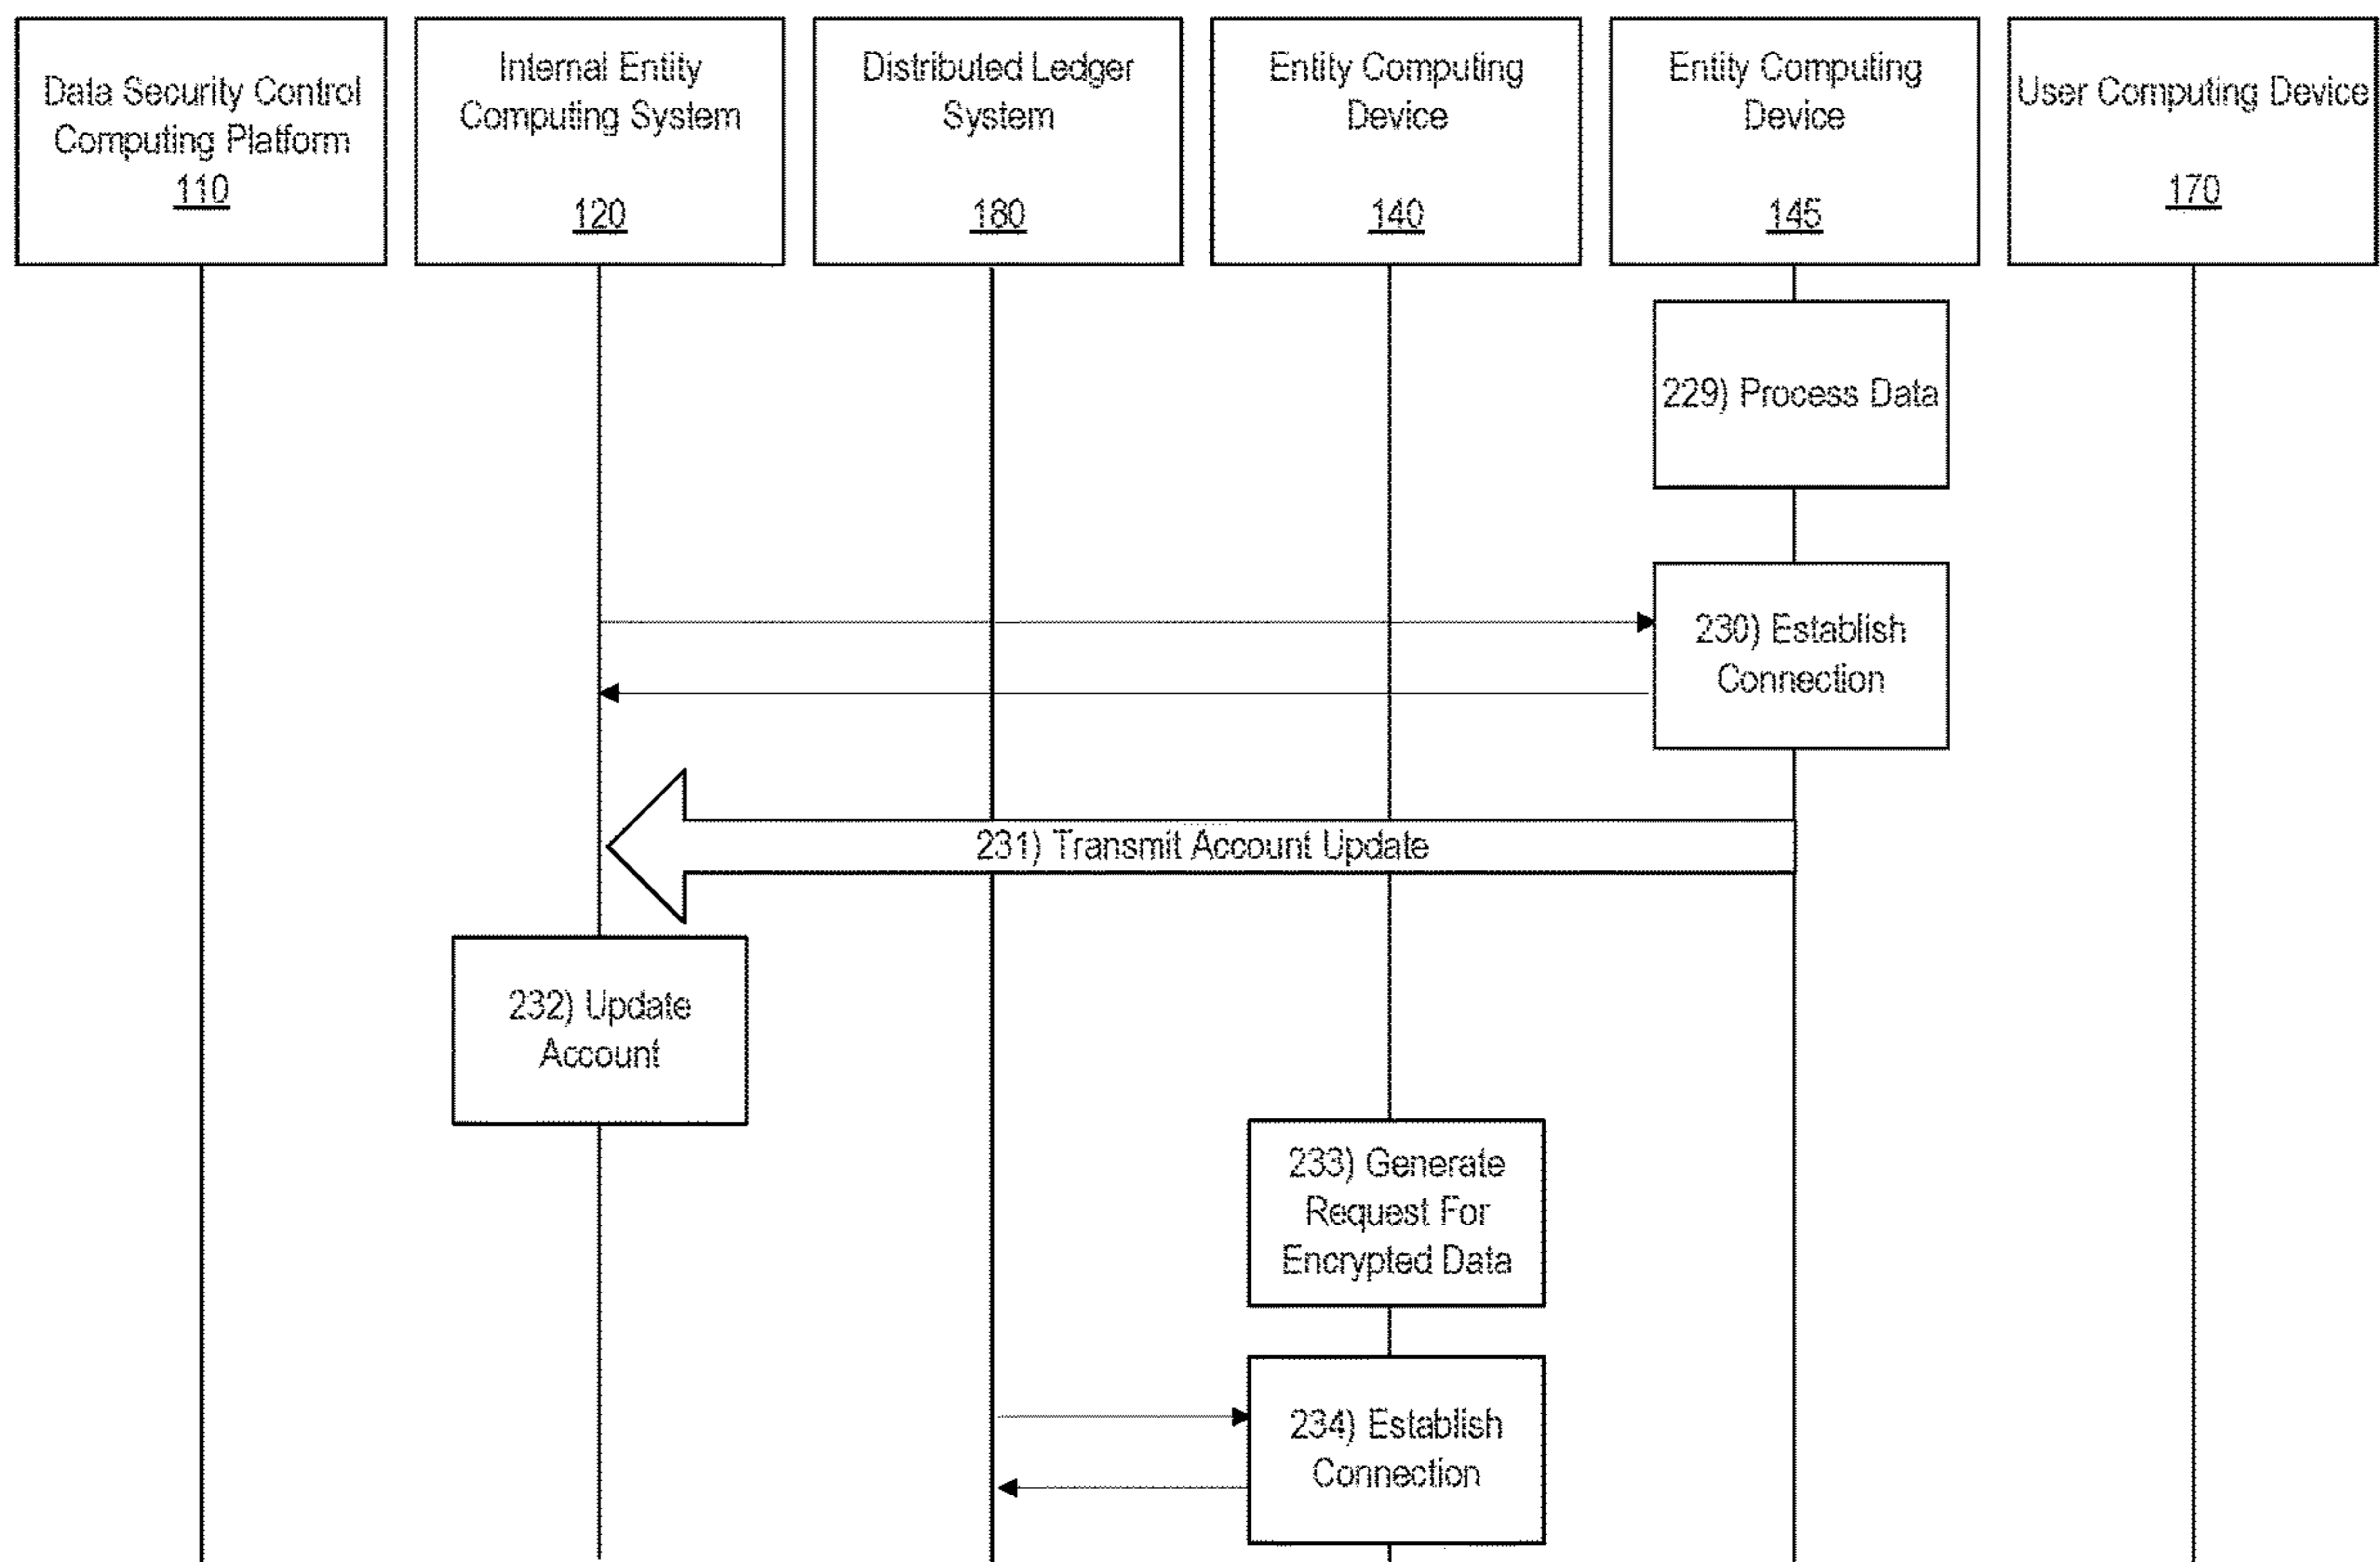 Data Security Control
Computing Platform
110
Internal Entity
Computing System
120
Distributed Ledger
System
180
Entity Computing
Device
140
Entity Computing
Device
145
User Computing Device
170
229) Process Data
230) Establish
Connection
231) Transmit Account Update
232) Update
Account
233) Generate
Request For
Encrypted Data
234) Establish
Connection